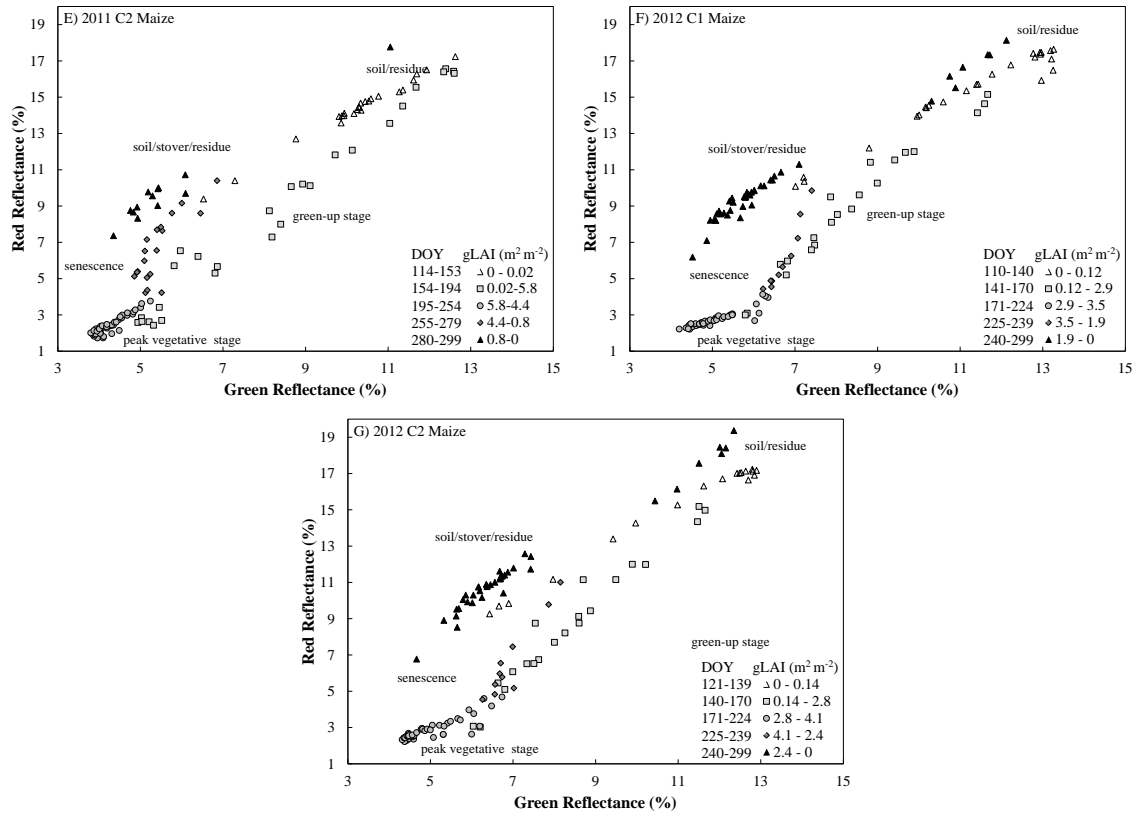 E) 2011 C2 Maize
19
17
15
13
11
9
7
5
3
1
Red Reflectance (%)
soil/residue
soil/stover/residue
green-up stage
senescence
peak vegetative stage
DOY gLAI (m² m⁻²)
114-153 0 - 0.02
154-194 0.02-5.8
195-254 5.8-4.4
255-279 4.4-0.8
280-299 0.8-0
3 5 7 9 11 13 15
Green Reflectance (%)
F) 2012 C1 Maize
19
17
15
13
11
9
7
5
3
1
Red Reflectance (%)
soil/residue
soil/stover/residue
green-up stage
senescence
peak vegetative stage
DOY gLAI (m² m⁻²)
110-140 0 - 0.12
141-170 0.12 - 2.9
171-224 2.9 - 3.5
225-239 3.5 - 1.9
240-299 1.9 - 0
3 5 7 9 11 13 15
Green Reflectance (%)
G) 2012 C2 Maize
19
17
15
13
11
9
7
5
3
1
Red Reflectance (%)
soil/residue
soil/stover/residue
green-up stage
senescence
peak vegetative stage
DOY gLAI (m² m⁻²)
121-139 0 - 0.14
140-170 0.14 - 2.8
171-224 2.8 - 4.1
225-239 4.1 - 2.4
240-299 2.4 - 0
3 5 7 9 11 13 15
Green Reflectance (%)